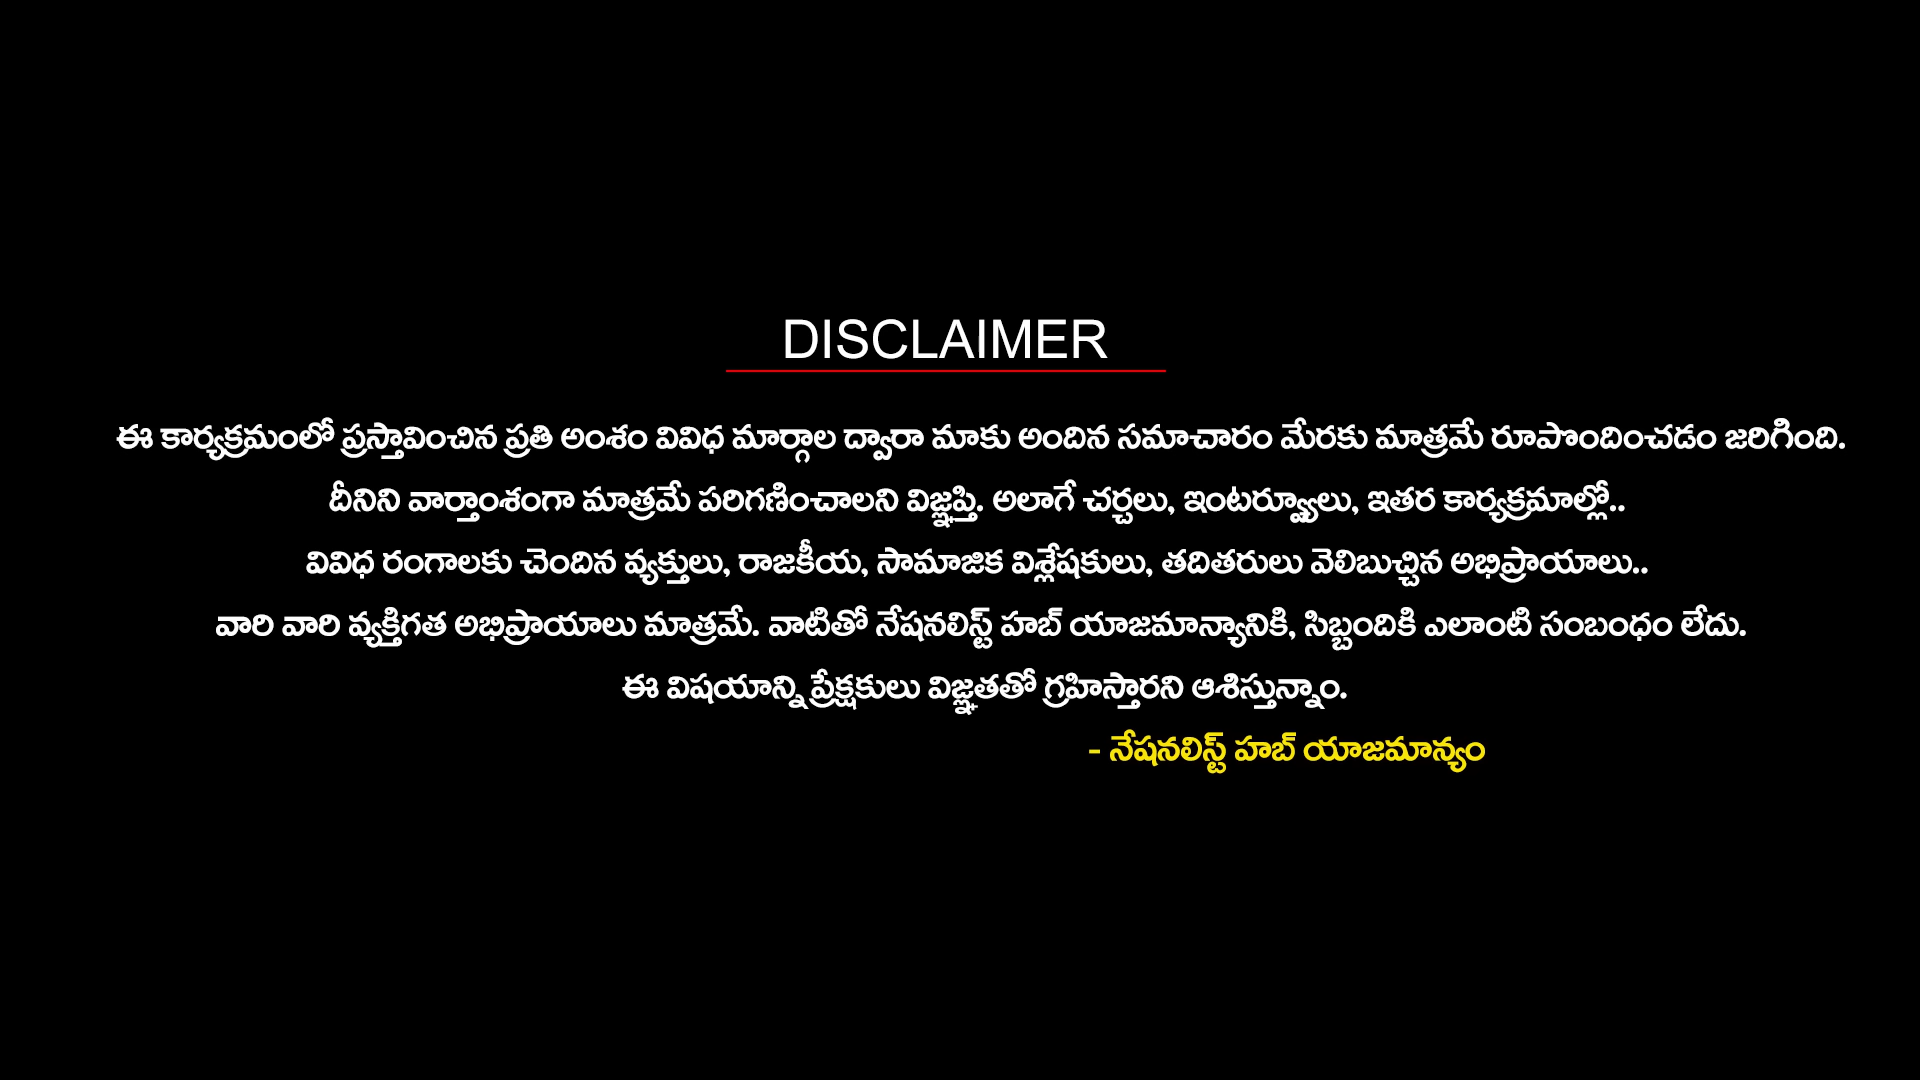 DISCLAIMER
ఈ కార్యక్రమంలో ప్రస్తావించిన ప్రతి అంశం వివిధ మార్గాల ద్వారా మాకు అందిన సమాచారం మేరకు మాత్రమే రూపొందించడం జరిగింది.
దీనిని వార్తాంశంగా మాత్రమే పరిగణించాలని విజ్ఞప్తి. అలాగే చర్చలు, ఇంటర్వ్యూలు, ఇతర కార్యక్రమాల్లో..
వివిధ రంగాలకు చెందిన వ్యక్తులు, రాజకీయ, సామాజిక విశ్లేషకులు, తదితరులు వెలిబుచ్చిన అభిప్రాయాలు..
వారి వారి వ్యక్తిగత అభిప్రాయాలు మాత్రమే. వాటితో నేషనలిస్ట్ హబ్ యాజమాన్యానికి, సిబ్బందికి ఎలాంటి సంబంధం లేదు.
ఈ విషయాన్ని ప్రేక్షకులు విజ్ఞతతో గ్రహిస్తారని ఆశిస్తున్నాం.
- నేషనలిస్ట్ హబ్ యాజమాన్యం